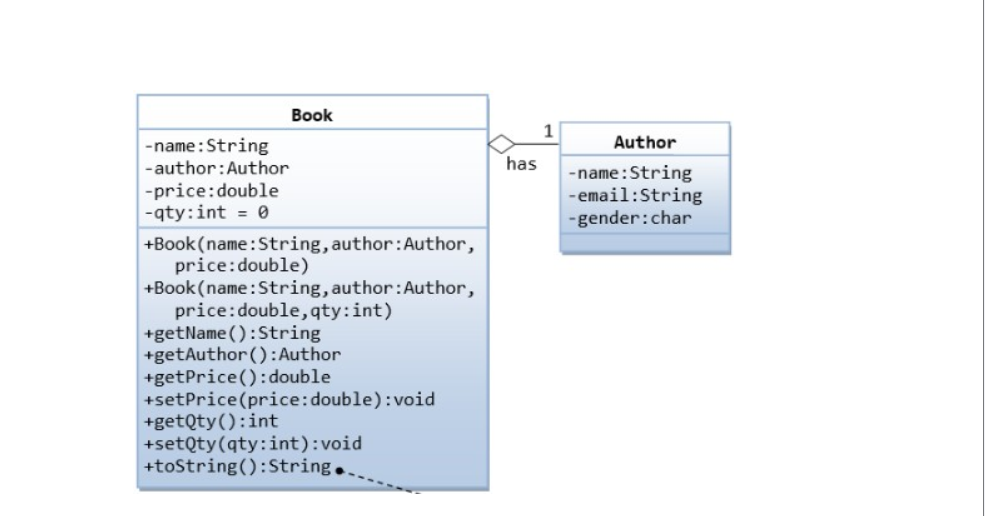 Book
-name:String
-author:Author
-price:double
-qty:int = 0
+Book(name:String,author:Author,
price:double)
+Book(name:String,author:Author,
price:double,qty:int)
+getName():String
+getAuthor():Author
+getPrice():double
+setPrice(price:double):void
+getQty():int
+setQty(qty:int):void
+toString():String
1
has
Author
-name:String
-email:String
-gender:char